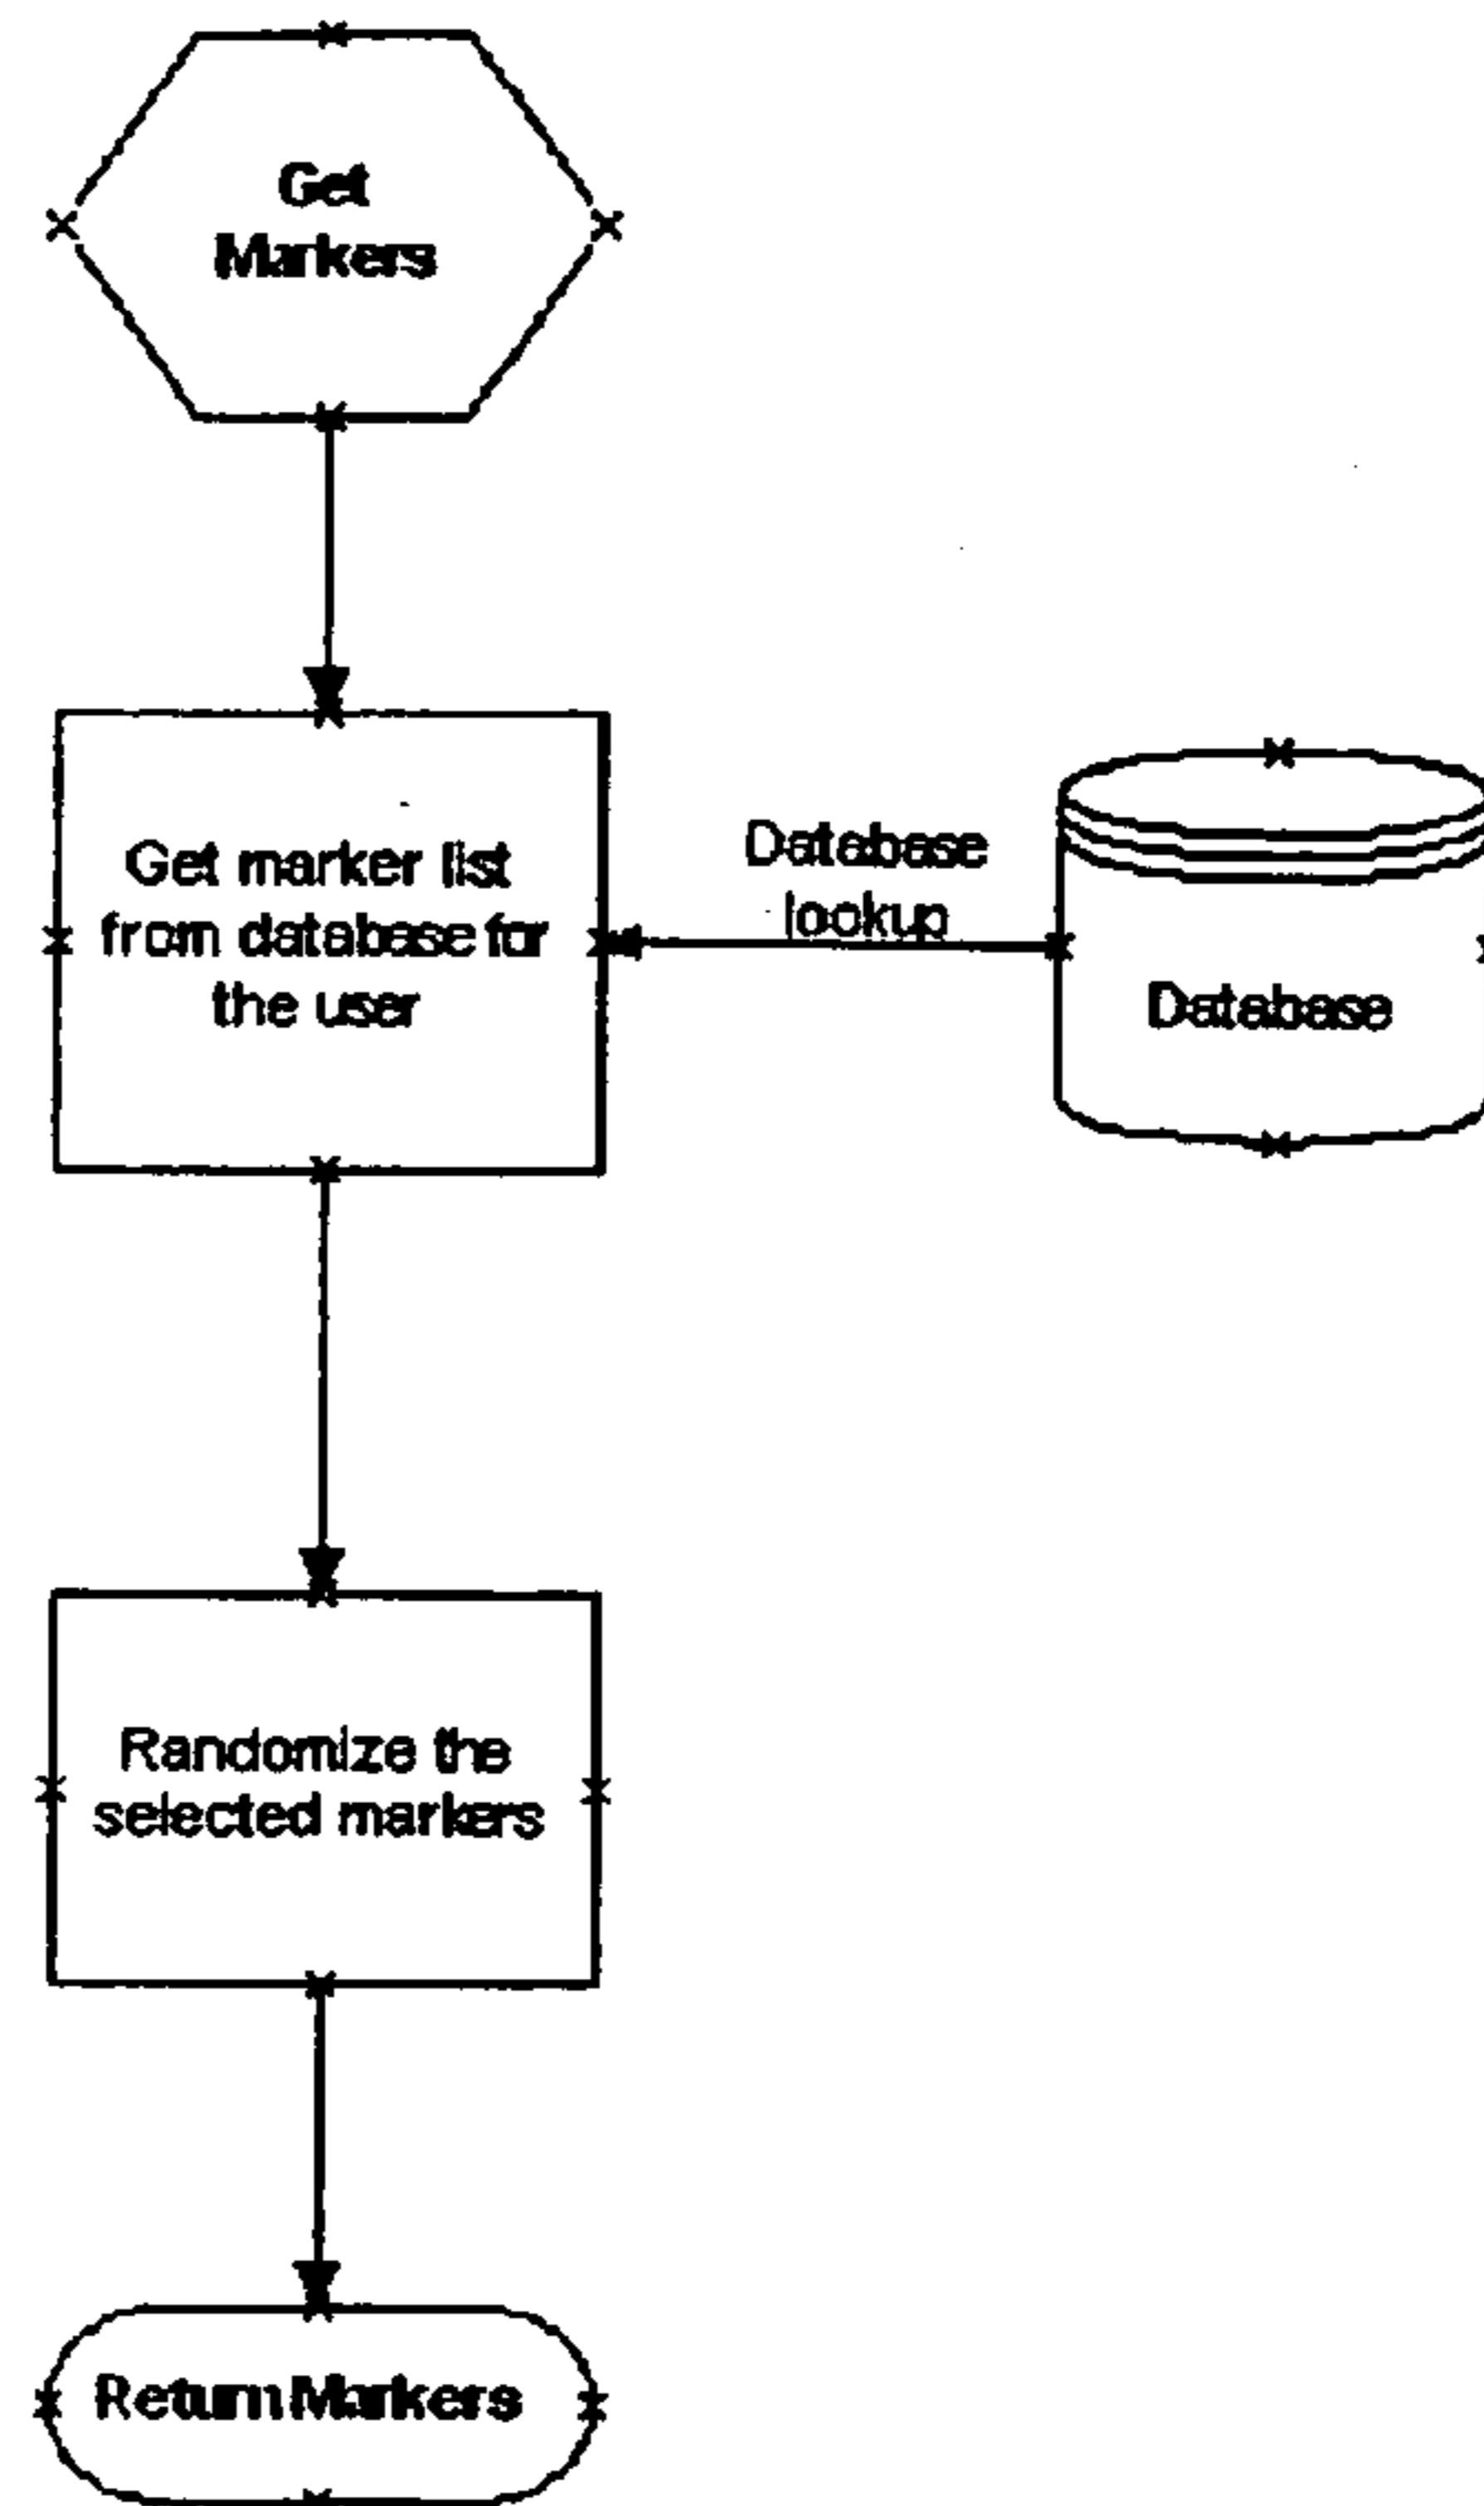 Get
Markers
Get marker list
from database for
the user
Database
lookup
Database
Randomize the
selected markers
Return Markers